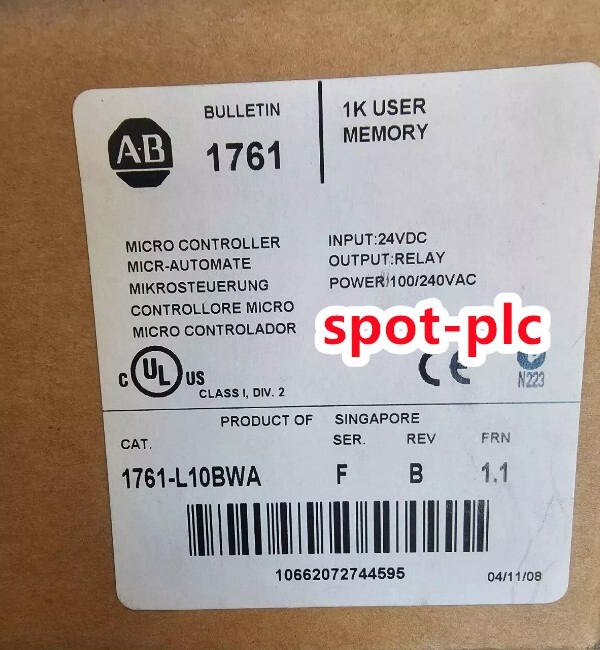 BULLETIN
1761
1K USER
MEMORY
AB
MICRO CONTROLLER
MICR-AUTOMATE
MIKROSTEUERUNG
CONTROLLORE MICRO
MICRO CONTROLADOR
INPUT:24VDC
OUTPUT:RELAY
POWER/100/240VAC
spot-plc
C UL US
CLASS I, DIV. 2
CE
N223
PRODUCT OF SINGAPORE
CAT. SER. REV FRN
1761-L10BWA F B 1.1
10662072744595
04/11/08